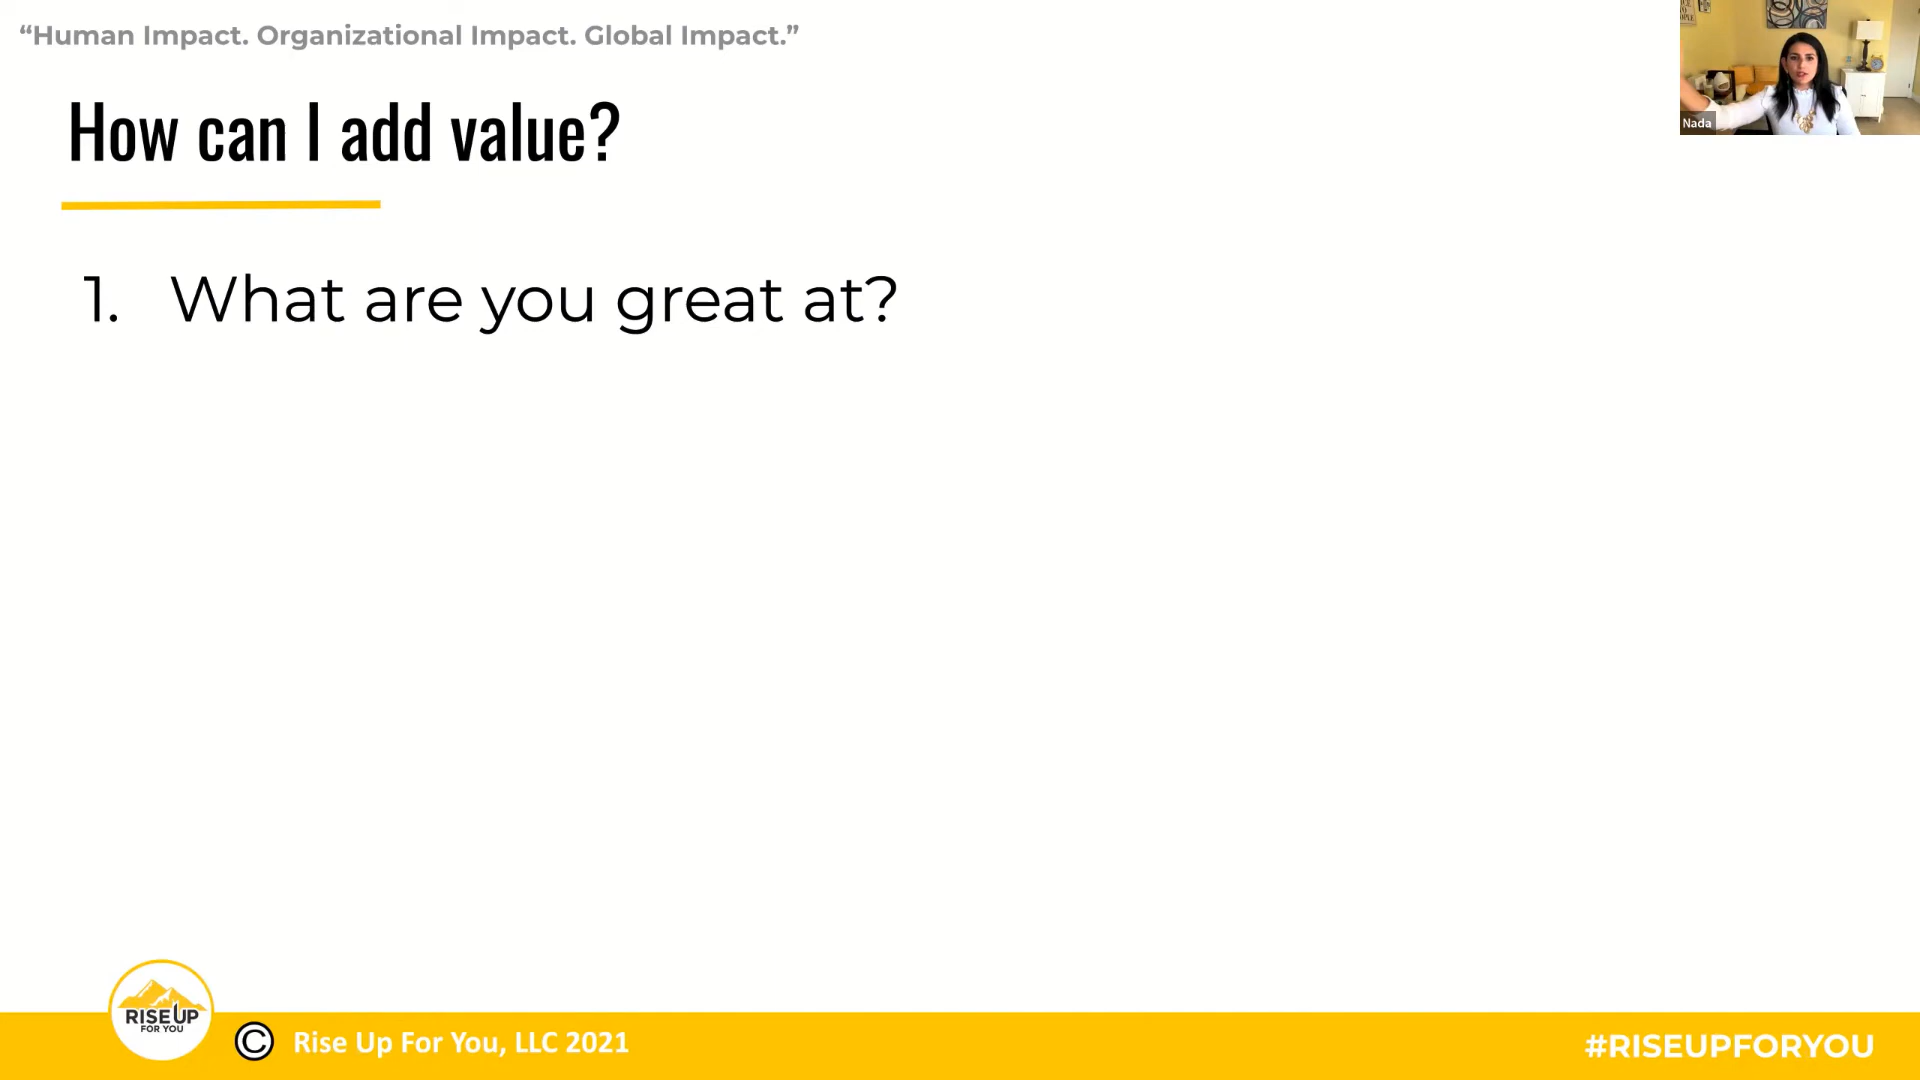 “Human Impact. Organizational Impact. Global Impact.”
How can I add value?
1. What are you great at?
Nada
RISE UP
FOR YOU
© Rise Up For You, LLC 2021
#RISEUPFORYOU